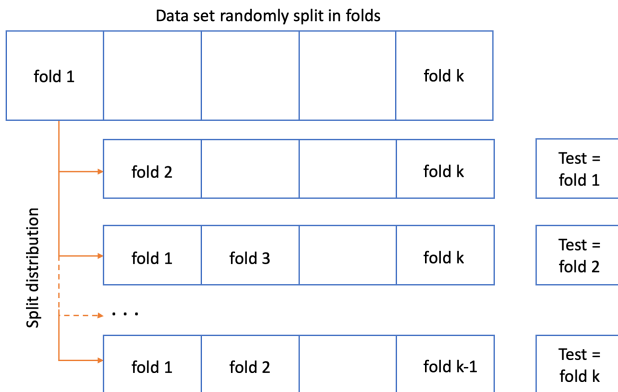 Data set randomly split in folds
fold 1 fold k
fold 2 fold k Test =
fold 1
Split distribution
fold 1 fold 3 fold k Test =
fold 2
. . .
fold 1 fold 2 fold k-1 Test =
fold k